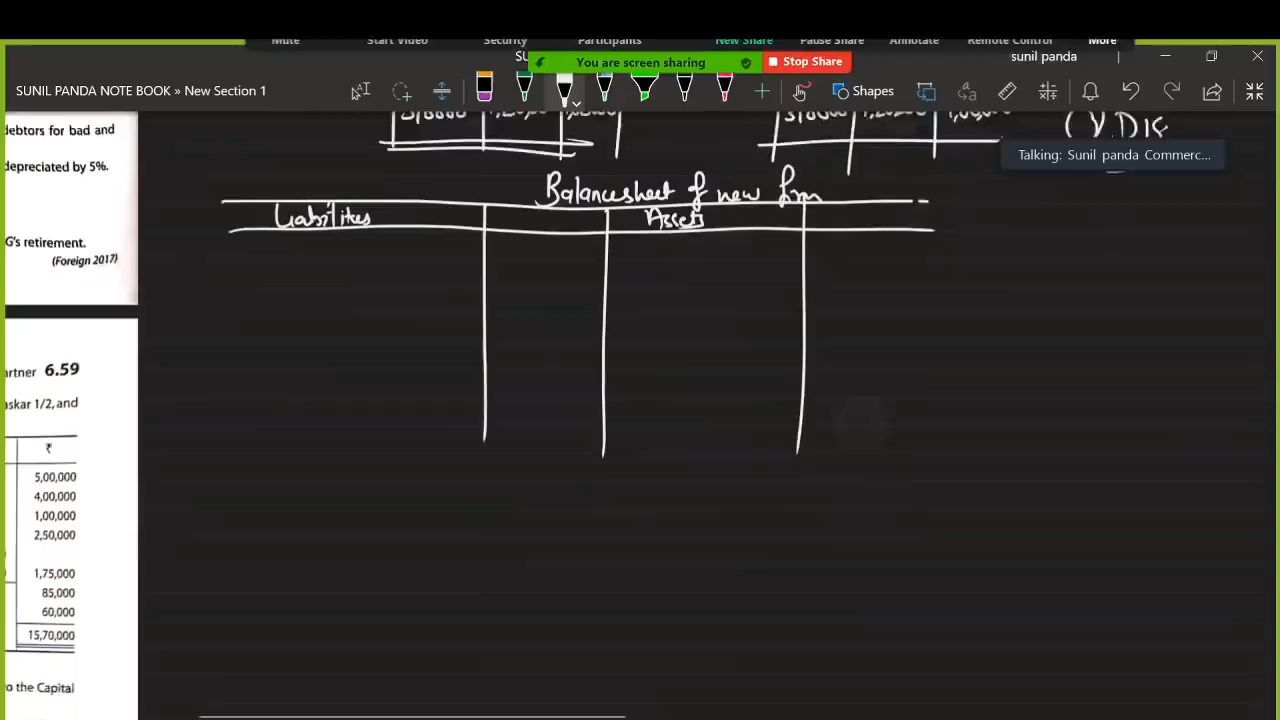 Mute Start Video Security Participants New Share Pause Share Annotate Remote Control More
SU
You are screen sharing
Stop Share
sunil panda
SUNIL PANDA NOTE BOOK » New Section 1
Shapes
Talking: Sunil panda Commerc...
debtors for bad and
depreciated by 5%.
G's retirement.
(Foreign 2017)
Balancesheet of new firm
Liabilities
Assets
artner 6.59
askar 1/2, and
₹
5,00,000
4,00,000
1,00,000
2,50,000
1,75,000
85,000
60,000
15,70,000
o the Capital